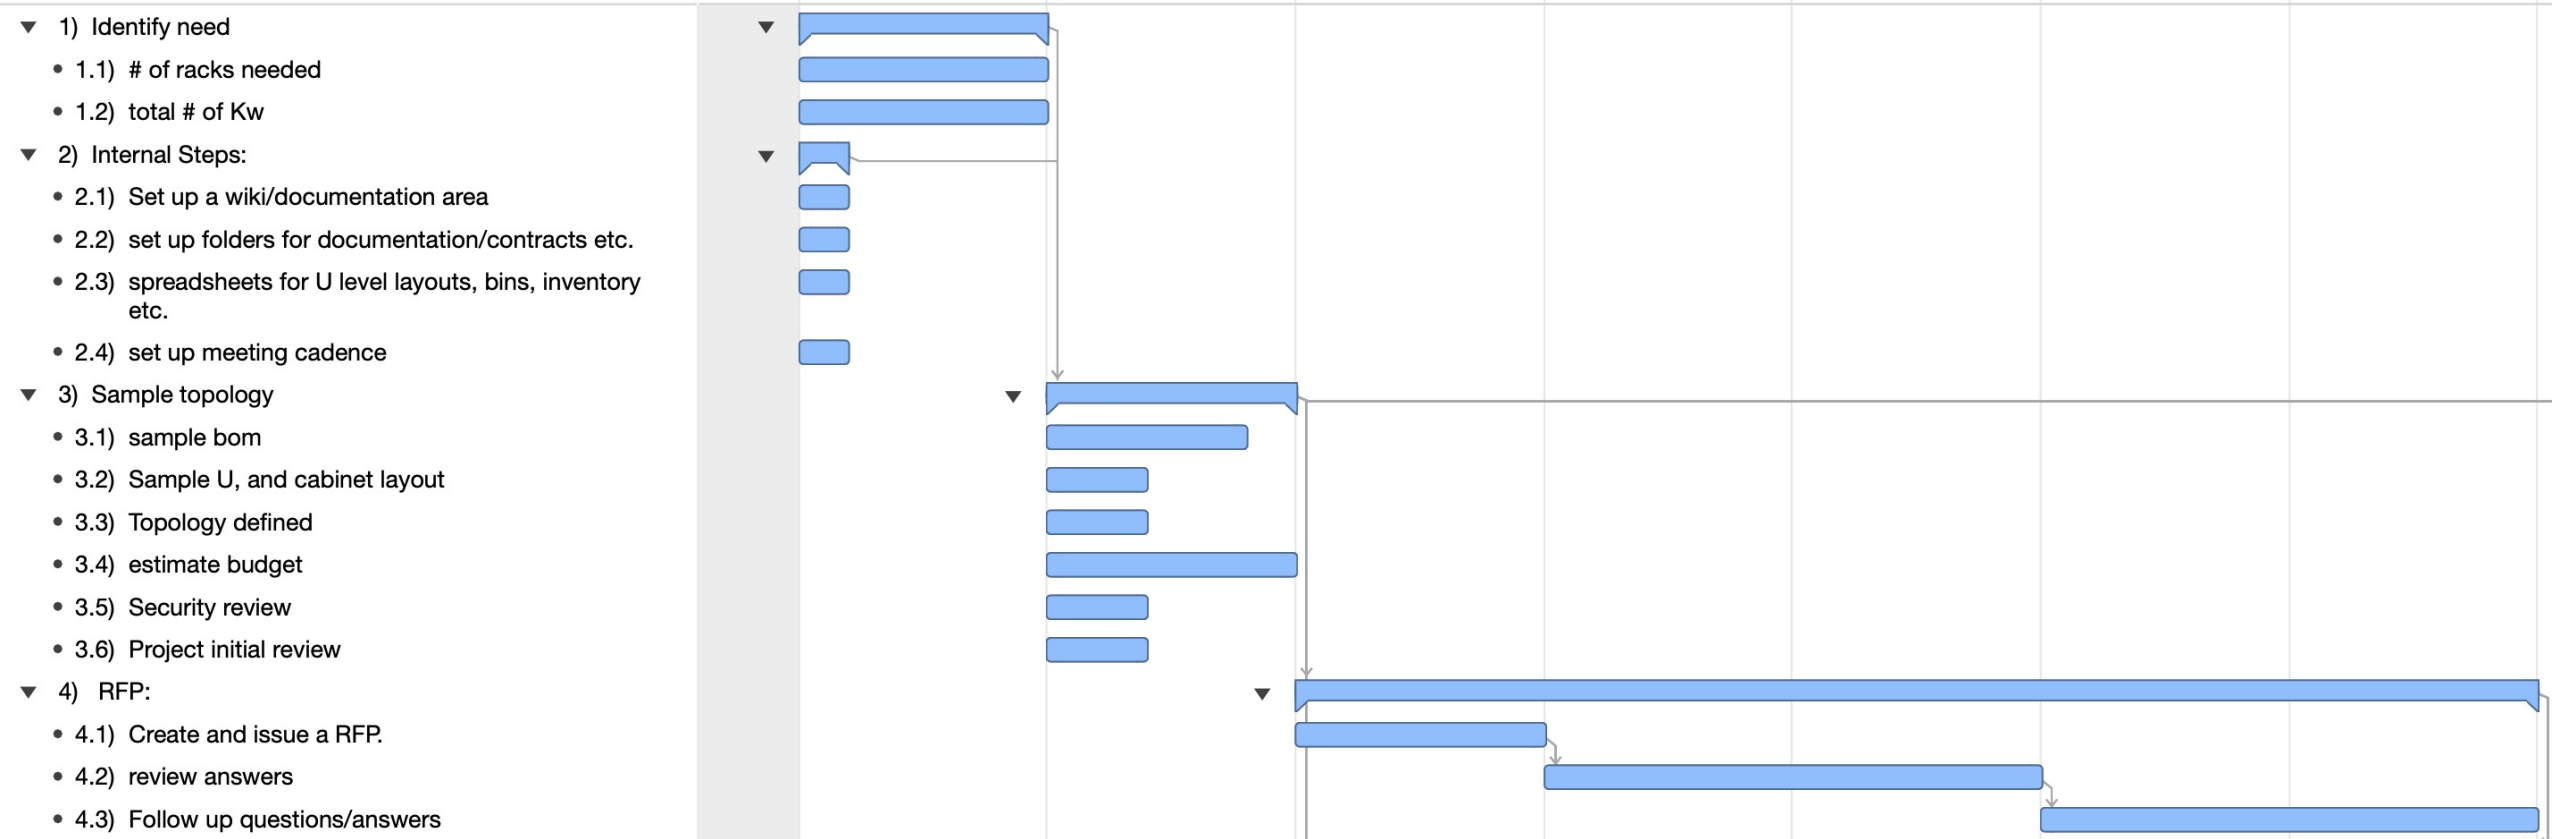 1) Identify need
1.1) # of racks needed
1.2) total # of Kw
2) Internal Steps:
2.1) Set up a wiki/documentation area
2.2) set up folders for documentation/contracts etc.
2.3) spreadsheets for U level layouts, bins, inventory
etc.
2.4) set up meeting cadence
3) Sample topology
3.1) sample bom
3.2) Sample U, and cabinet layout
3.3) Topology defined
3.4) estimate budget
3.5) Security review
3.6) Project initial review
4) RFP:
4.1) Create and issue a RFP.
4.2) review answers
4.3) Follow up questions/answers